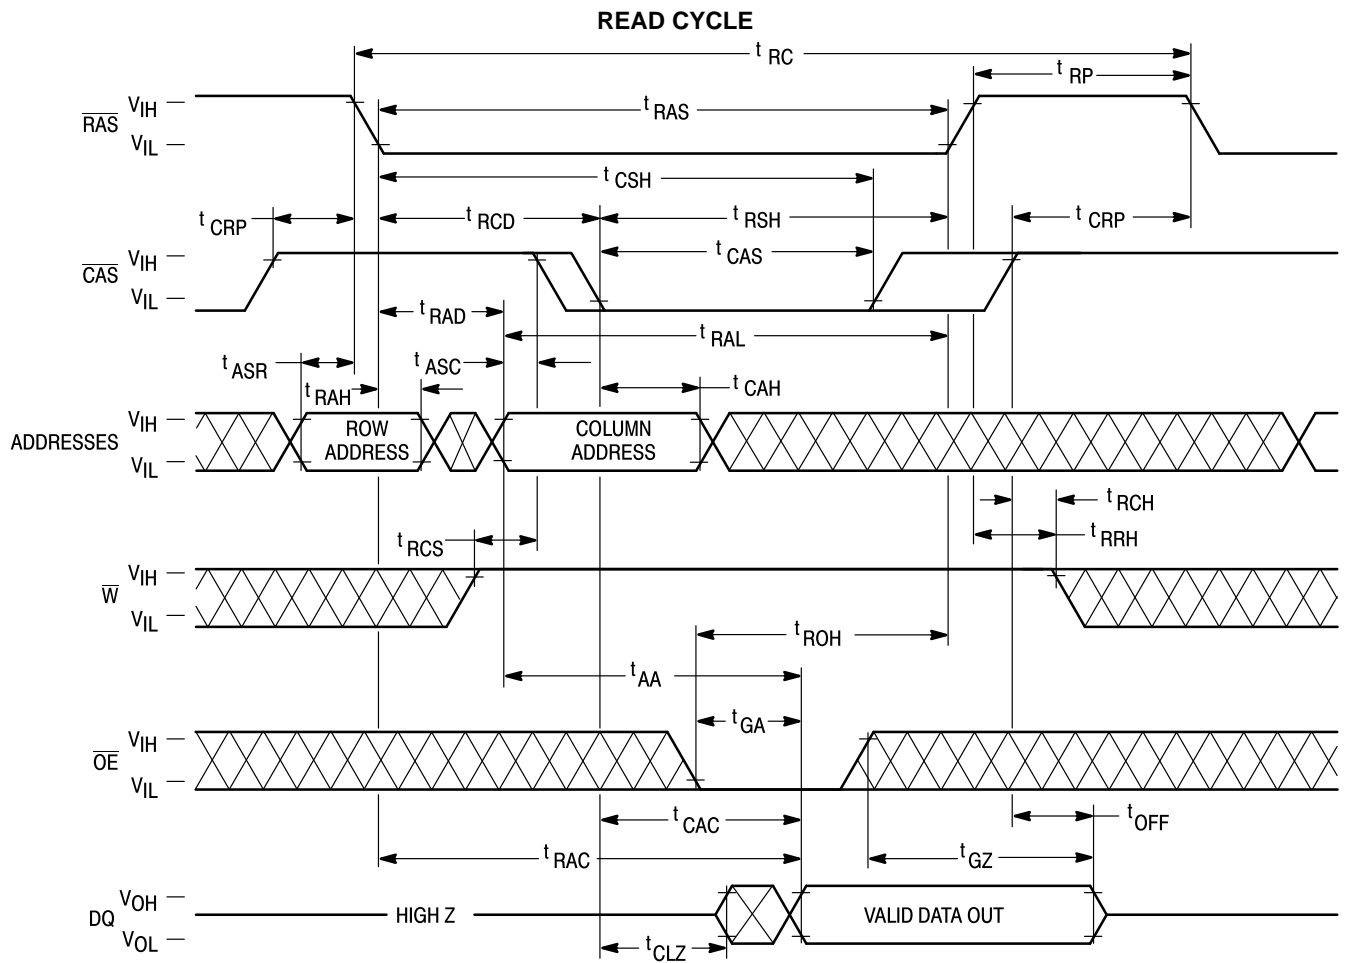 READ CYCLE
t RC
t RP
RAS
VIH
VIL
t RAS
t CSH
t CRP
t RCD
t RSH
t CRP
CAS
VIH
VIL
t CAS
t RAD
t RAL
t ASR
t ASC
t RAH
t CAH
ADDRESSES
VIH
VIL
ROW
ADDRESS
COLUMN
ADDRESS
t RCH
t RCS
t RRH
W
VIH
VIL
t ROH
t AA
t GA
OE
VIH
VIL
t CAC
t OFF
t RAC
t GZ
DQ
VOH
VOL
HIGH Z
VALID DATA OUT
t CLZ